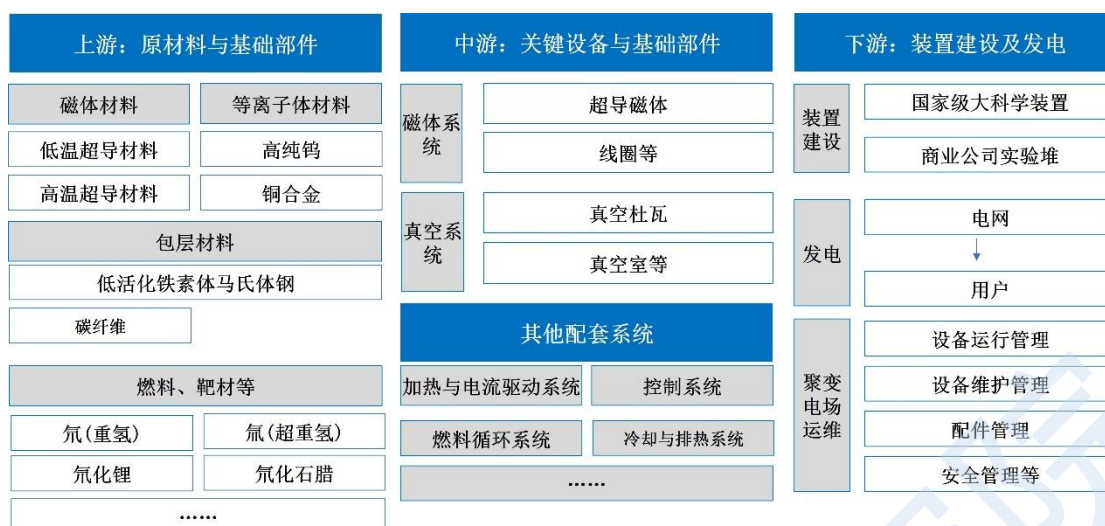 上游：原材料与基础部件
磁体材料
等离子体材料
低温超导材料
高纯钨
高温超导材料
铜合金
包层材料
低活化铁素体马氏体钢
碳纤维
燃料、靶材等
氘(重氢)
氚(超重氢)
氘化锂
氘化石腊
……
中游：关键设备与基础部件
磁体系
统
超导磁体
线圈等
真空系
统
真空杜瓦
真空室等
其他配套系统
加热与电流驱动系统
控制系统
燃料循环系统
冷却与排热系统
……
下游：装置建设及发电
装置
建设
国家级大科学装置
商业公司实验堆
发电
电网
用户
聚变
电场
运维
设备运行管理
设备维护管理
配件管理
安全管理等
院